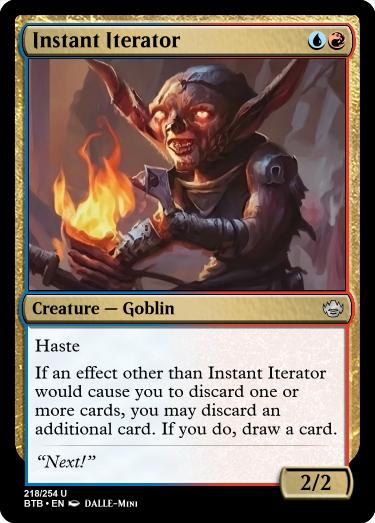 Instant Iterator
Creature — Goblin
Haste
If an effect other than Instant Iterator
would cause you to discard one or
more cards, you may discard an
additional card. If you do, draw a card.
“Next!”
2/2
218/254 U
BTB • EN DALLE-Mini